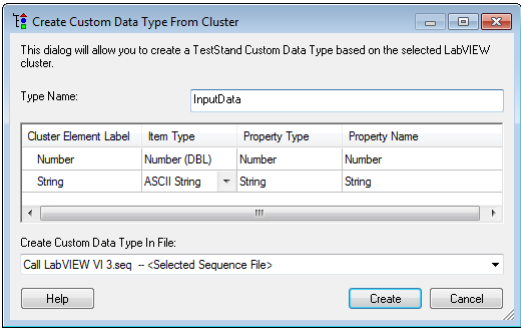 Create Custom Data Type From Cluster
This dialog will allow you to create a TestStand Custom Data Type based on the selected LabVIEW
cluster.
Type Name: InputData
Cluster Element Label Item Type Property Type Property Name
Number Number (DBL) Number Number
String ASCII String String String
Create Custom Data Type In File:
Call LabVIEW VI 3.seq -- <Selected Sequence File>
Help Create Cancel